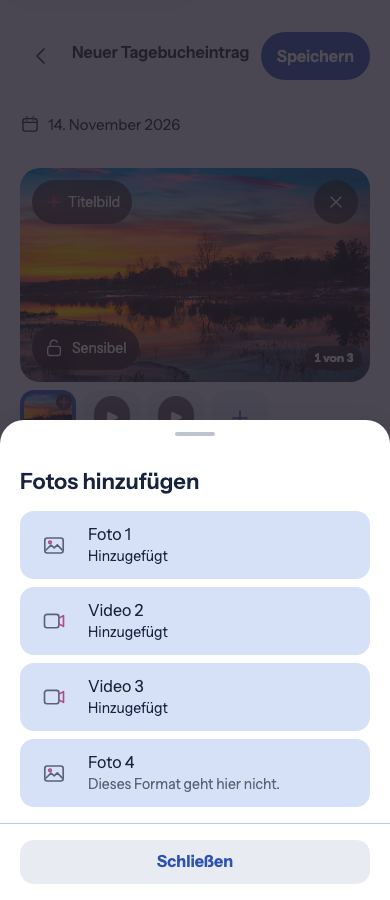 Neuer Tagebucheintrag
Speichern
14. November 2026
Titelbild
Sensibel
1 von 3
Fotos hinzufügen
Foto 1
Hinzugefügt
Video 2
Hinzugefügt
Video 3
Hinzugefügt
Foto 4
Dieses Format geht hier nicht.
Schließen